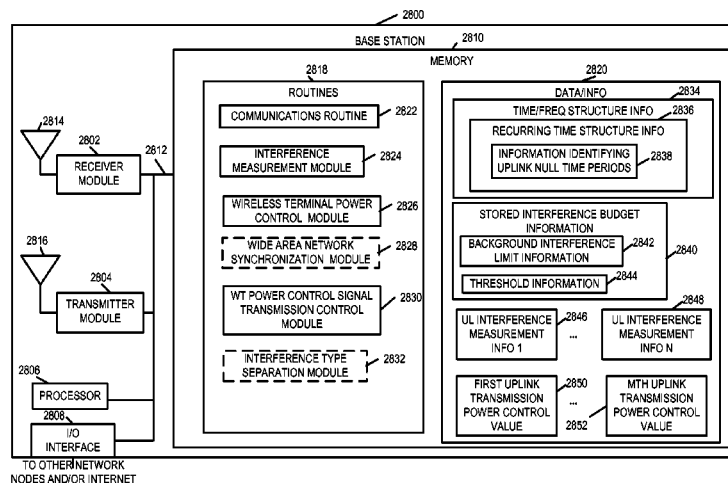 2800
BASE STATION
2810
MEMORY
2814
2802
RECEIVER
MODULE
2812
2816
2804
TRANSMITTER
MODULE
2806
PROCESSOR
2808
I/O
INTERFACE
TO OTHER NETWORK
NODES AND/OR INTERNET
2818
ROUTINES
COMMUNICATIONS ROUTINE
2822
INTERFERENCE
MEASUREMENT MODULE
2824
WIRELESS TERMINAL POWER
CONTROL MODULE
2826
WIDE AREA NETWORK
SYNCHRONIZATION MODULE
2828
WT POWER CONTROL SIGNAL
TRANSMISSION CONTROL
MODULE
2830
INTERFERENCE TYPE
SEPARATION MODULE
2832
2820
DATA/INFO
2834
TIME/FREQ STRUCTURE INFO
2836
RECURRING TIME STRUCTURE INFO
INFORMATION IDENTIFYING
UPLINK NULL TIME PERIODS
2838
STORED INTERFERENCE BUDGET
INFORMATION
BACKGROUND INTERFERENCE
LIMIT INFORMATION
2842
2840
2844
THRESHOLD INFORMATION
UL INTERFERENCE
MEASUREMENT
INFO 1
2846
...
2848
UL INTERFERENCE
MEASUREMENT
INFO N
FIRST UPLINK
TRANSMISSION
POWER CONTROL
VALUE
2850
...
2852
MTH UPLINK
TRANSMISSION
POWER CONTROL
VALUE